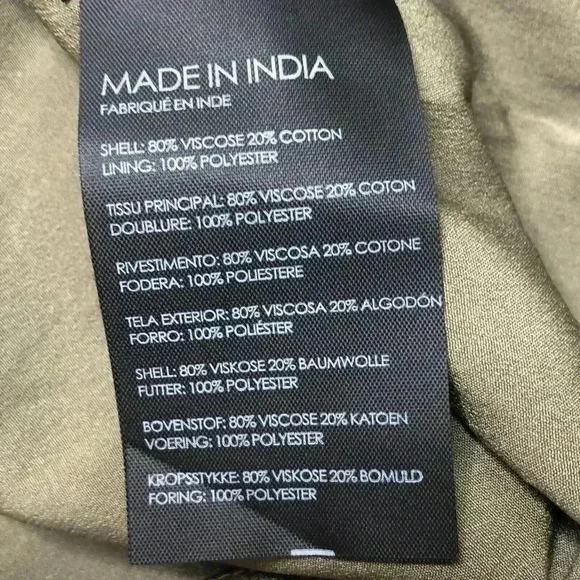 MADE IN INDIA
FABRIQUÉ EN INDE
SHELL: 80% VISCOSE 20% COTTON
LINING: 100% POLYESTER
TISSU PRINCIPAL: 80% VISCOSE 20% COTON
DOUBLURE: 100% POLYESTER
RIVESTIMENTO: 80% VISCOSA 20% COTONE
FODERA: 100% POLIESTERE
TELA EXTERIOR: 80% VISCOSA 20% ALGODÓN
FORRO: 100% POLIÉSTER
SHELL: 80% VISKOSE 20% BAUMWOLLE
FUTTER: 100% POLYESTER
BOVENSTOF: 80% VISCOSE 20% KATOEN
VOERING: 100% POLYESTER
KROPSSTYKKE: 80% VISKOSE 20% BOMULD
FORING: 100% POLYESTER